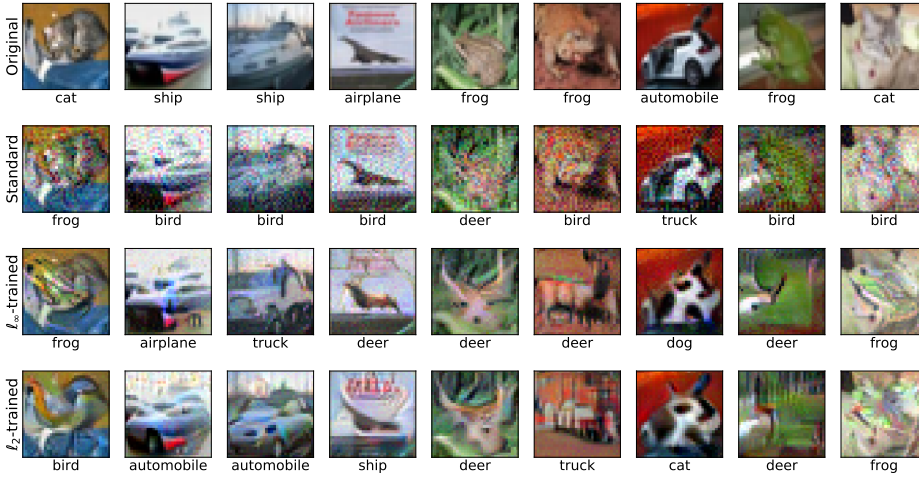 Original
cat ship ship airplane frog frog automobile frog cat
Standard
frog bird bird bird deer bird truck bird bird
ℓ∞-trained
frog airplane truck deer deer deer dog deer frog
ℓ2-trained
bird automobile automobile ship deer truck cat deer frog